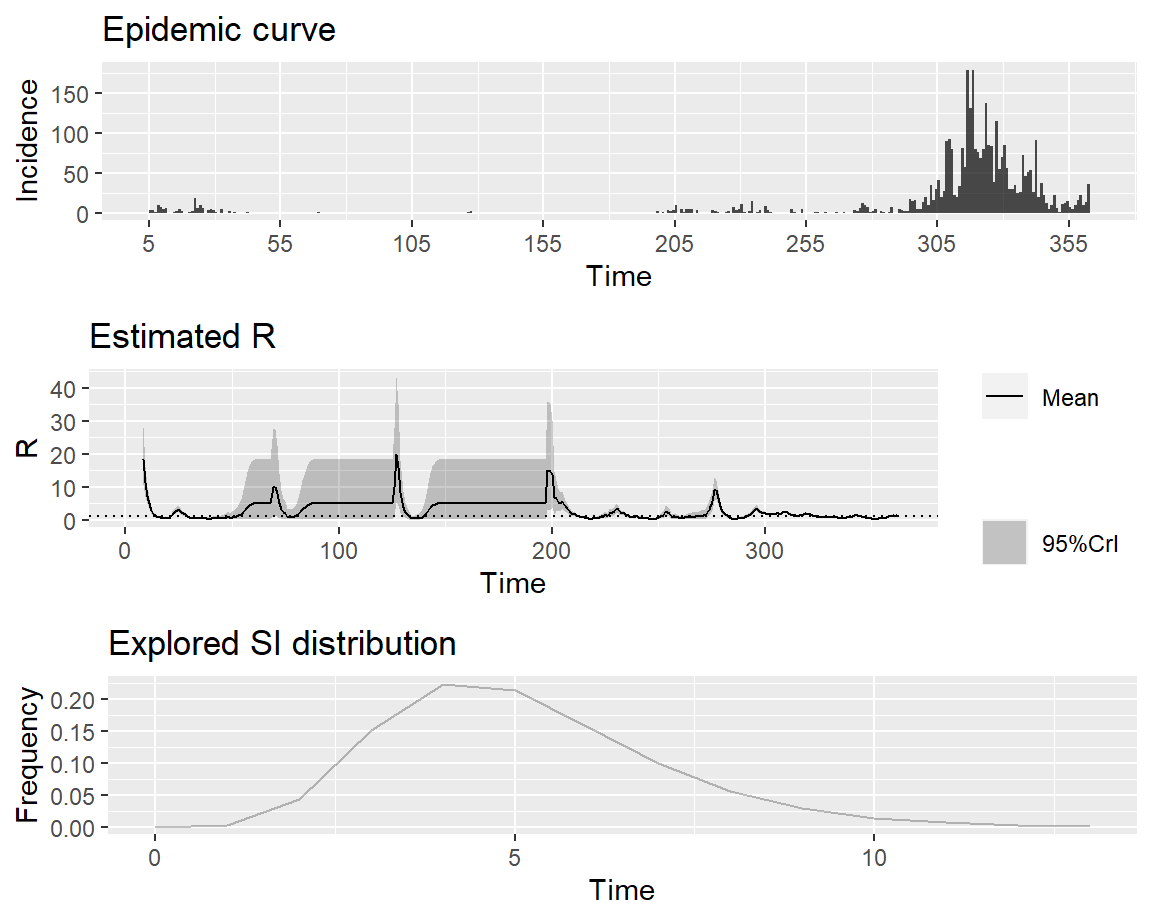 Epidemic curve
150
100
50
0
Incidence
5 55 105 155 205 255 305 355
Time
Estimated R
40
30
20
10
0
R
0 100 200 300
Time
Mean
95%CrI
Explored SI distribution
0.20
0.15
0.10
0.05
0.00
Frequency
0 5 10
Time